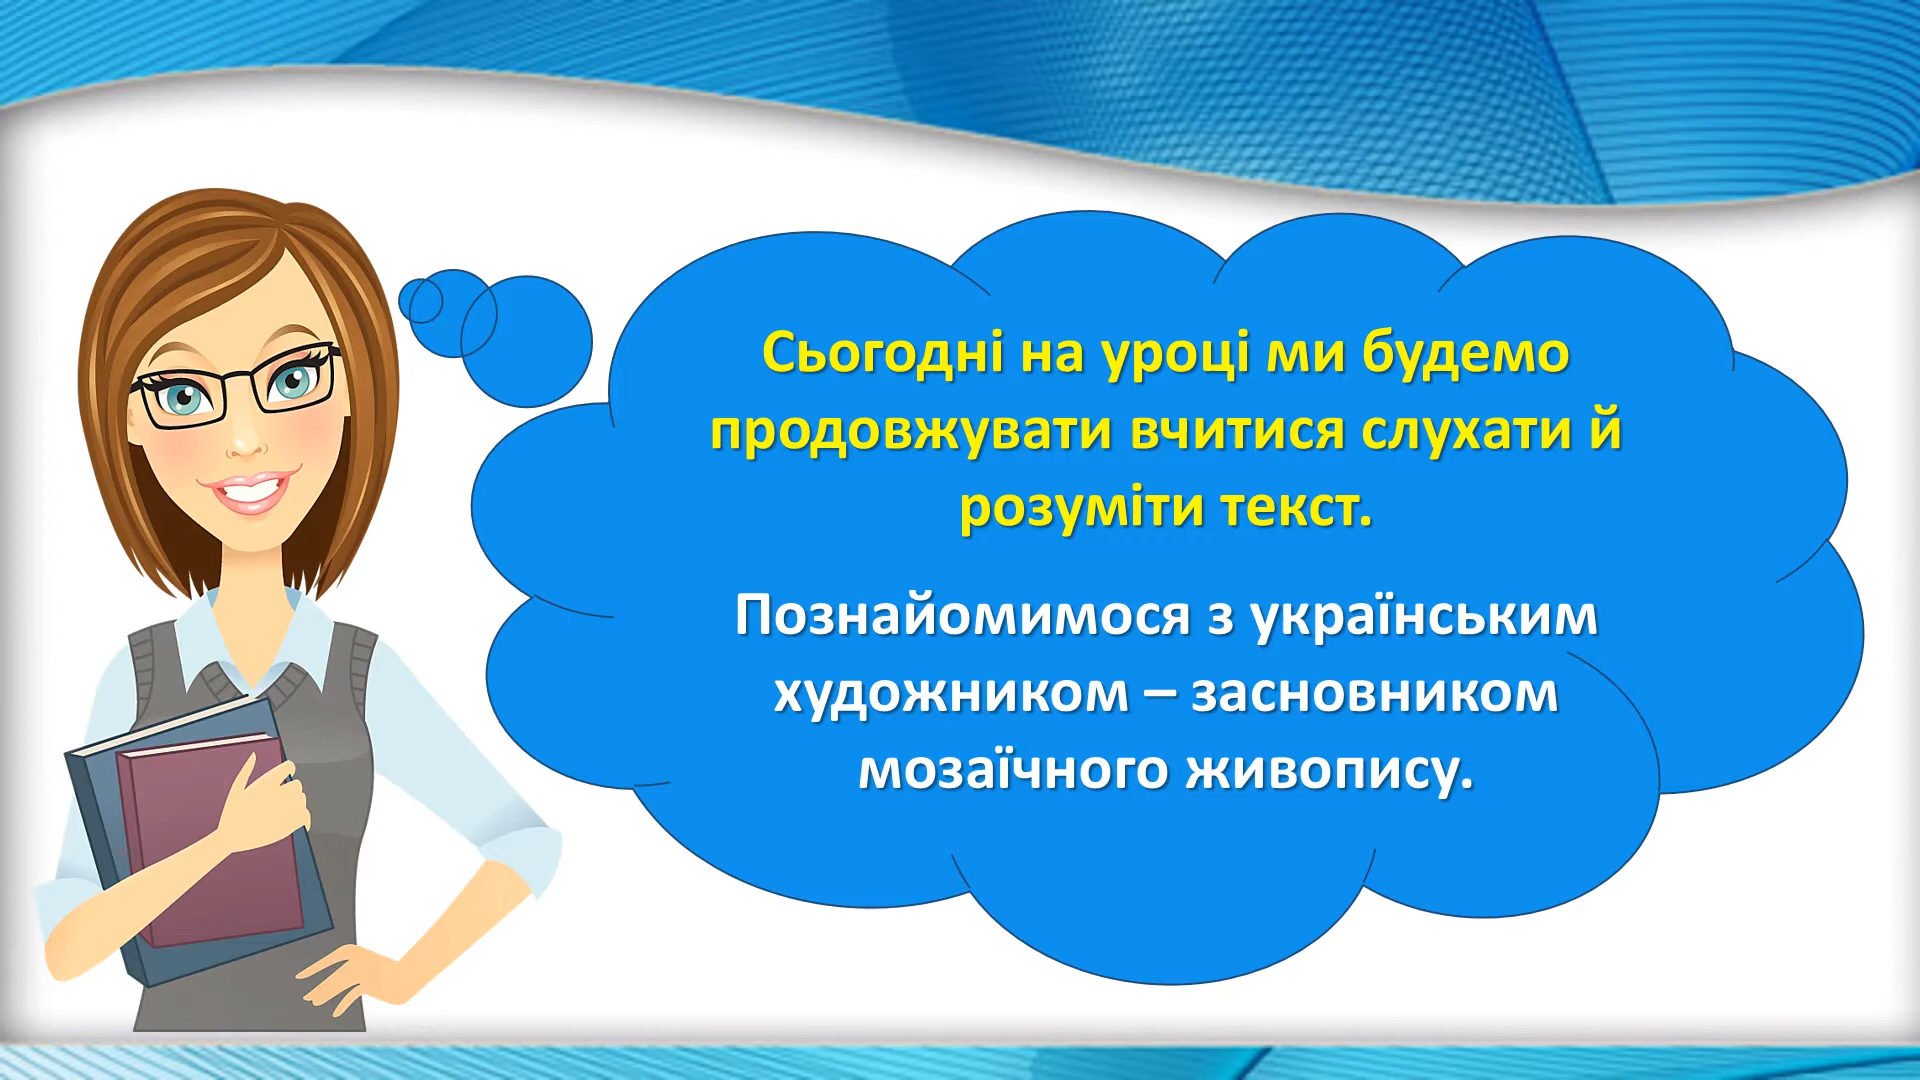 Сьогодні на уроці ми будемо
продовжувати вчитися слухати й
розуміти текст.
Познайомимося з українським
художником – засновником
мозаїчного живопису.